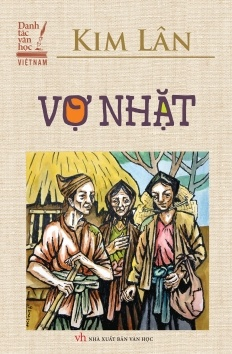 Danh
tác văn
học
VIỆT NAM
KIM LÂN
VỢ NHẶT
vh NHÀ XUẤT BẢN VĂN HỌC